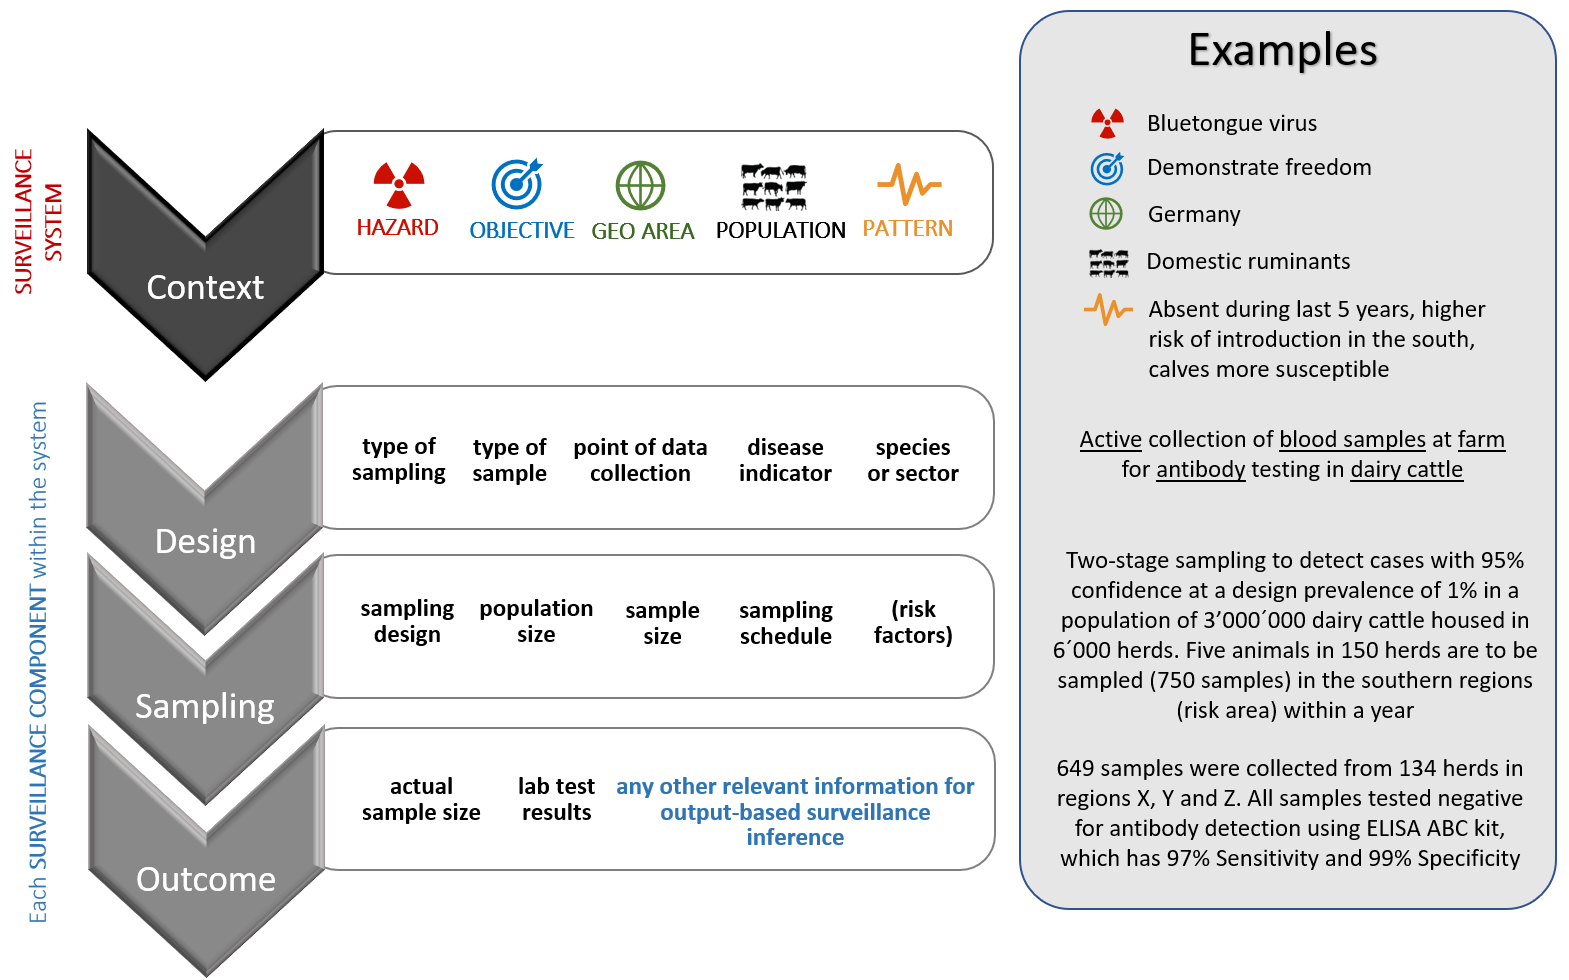 SURVEILLANCE
SYSTEM
Context
HAZARD
OBJECTIVE
GEO AREA
POPULATION
PATTERN
Each SURVEILLANCE COMPONENT within the system
Design
type of
sampling
type of
sample
point of data
collection
disease
indicator
species
or sector
Sampling
sampling
design
population
size
sample
size
sampling
schedule
(risk
factors)
Outcome
actual
sample size
lab test
results
any other relevant information for
output-based surveillance
inference
Examples
Bluetongue virus
Demonstrate freedom
Germany
Domestic ruminants
Absent during last 5 years, higher
risk of introduction in the south,
calves more susceptible
Active collection of blood samples at farm
for antibody testing in dairy cattle
Two-stage sampling to detect cases with 95%
confidence at a design prevalence of 1% in a
population of 3’000´000 dairy cattle housed in
6´000 herds. Five animals in 150 herds are to be
sampled (750 samples) in the southern regions
(risk area) within a year
649 samples were collected from 134 herds in
regions X, Y and Z. All samples tested negative
for antibody detection using ELISA ABC kit,
which has 97% Sensitivity and 99% Specificity